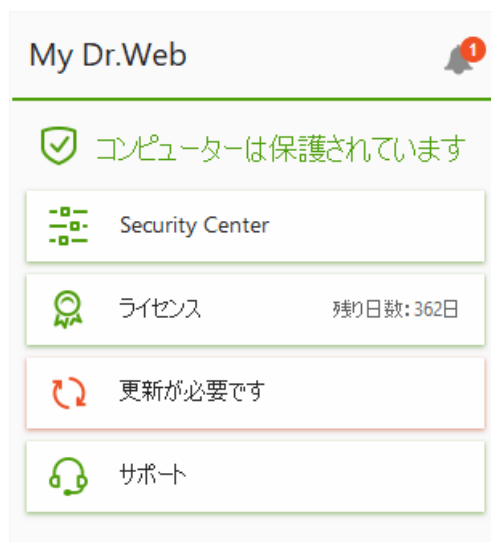 My Dr.Web
1
コンピューターは保護されています
Security Center
ライセンス 残り日数: 362日
更新が必要です
サポート